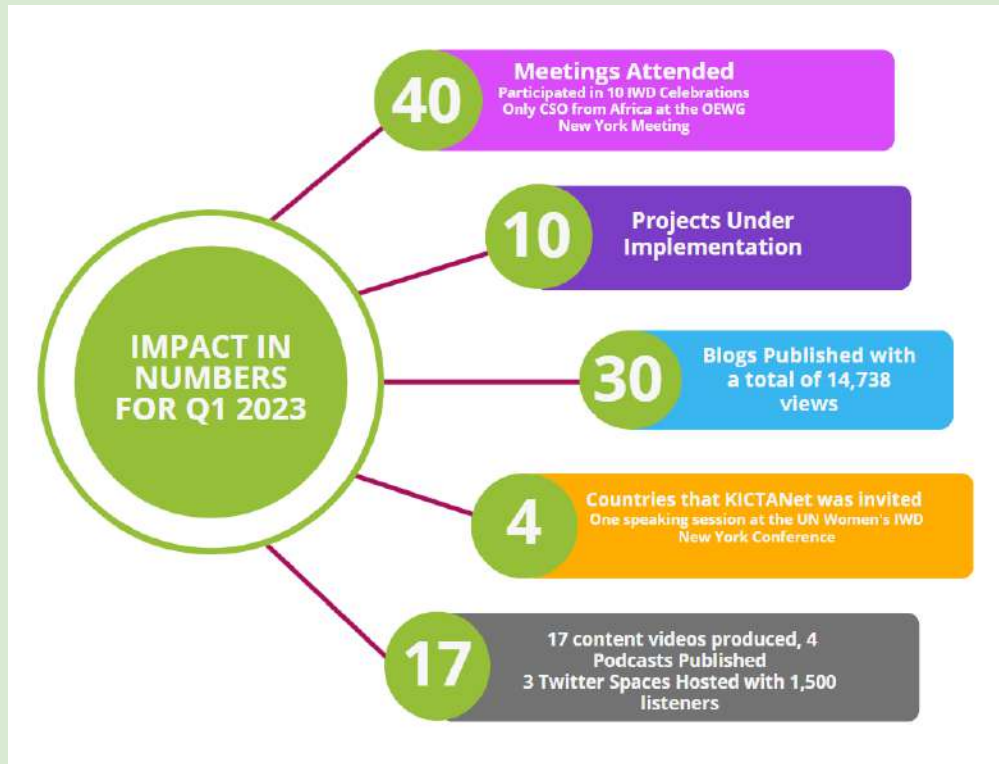 40
Meetings Attended
Participated in 10 IWD Celebrations
Only CSO from Africa at the OEWG
New York Meeting
10
Projects Under
Implementation
IMPACT IN
NUMBERS
FOR Q1 2023
30
Blogs Published with
a total of 14,738
views
4
Countries that KICTANet was invited
One speaking session at the UN Women's IWD
New York Conference
17
17 content videos produced, 4
Podcasts Published
3 Twitter Spaces Hosted with 1,500
listeners